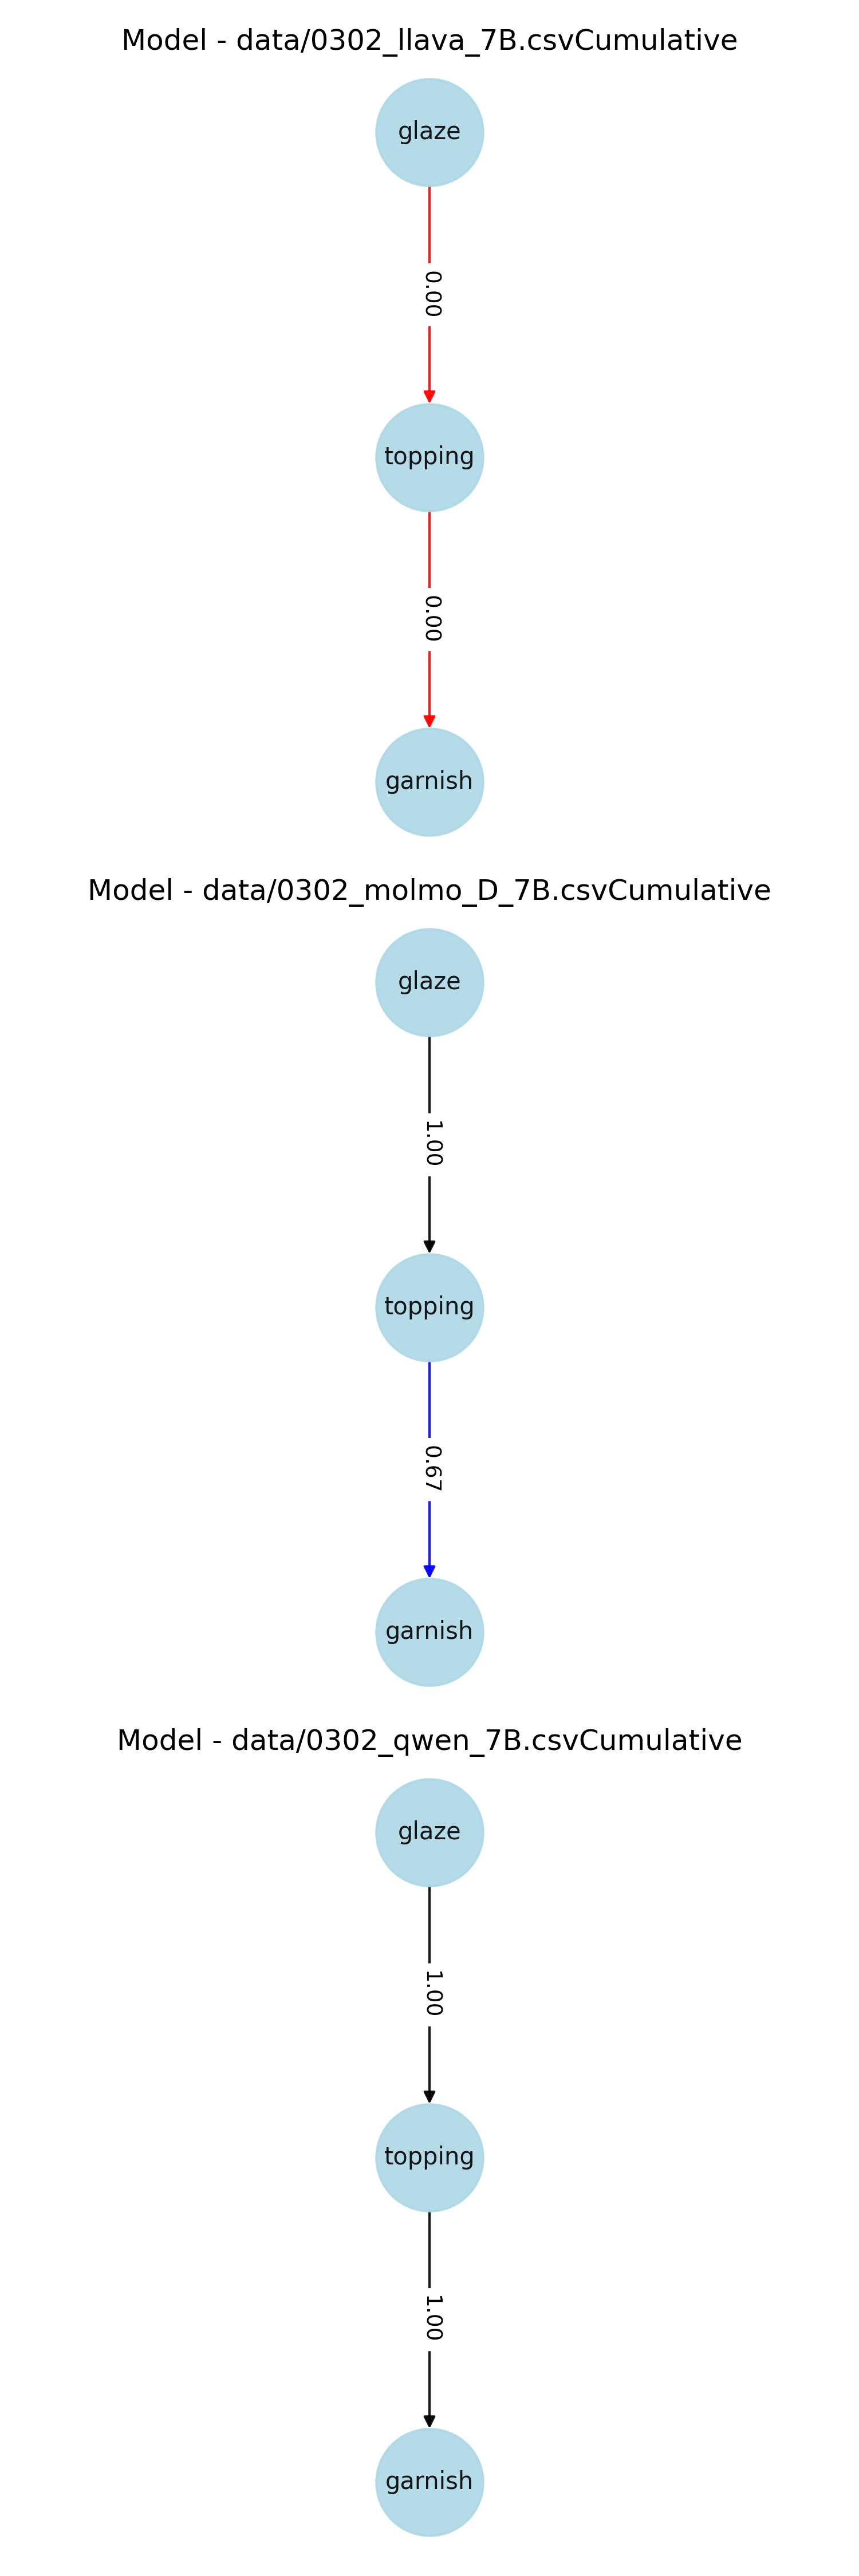 Model - data/0302_llava_7B.csvCumulative
glaze
0.00
topping
0.00
garnish
Model - data/0302_molmo_D_7B.csvCumulative
glaze
1.00
topping
0.67
garnish
Model - data/0302_qwen_7B.csvCumulative
glaze
1.00
topping
1.00
garnish